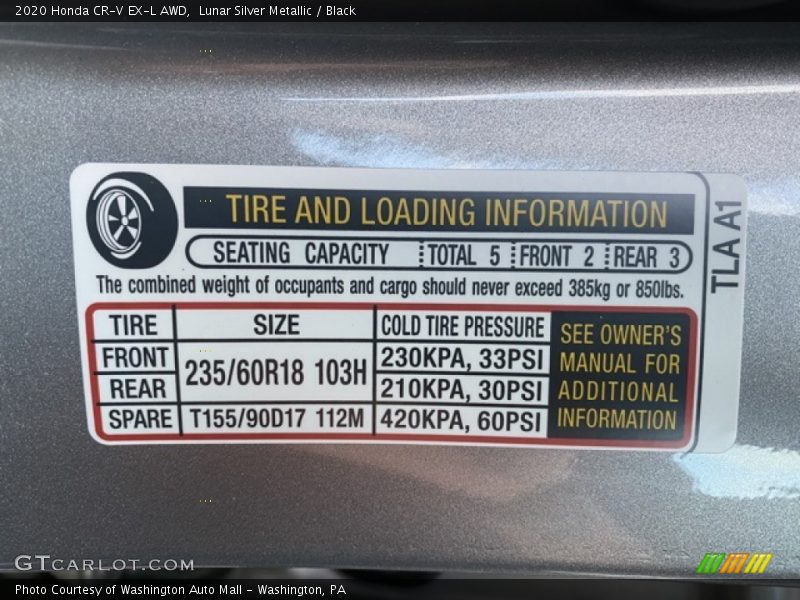 2020 Honda CR-V EX-L AWD, Lunar Silver Metallic / Black
TIRE AND LOADING INFORMATION
SEATING CAPACITY TOTAL 5 FRONT 2 REAR 3
The combined weight of occupants and cargo should never exceed 385kg or 850lbs.
TLA A1
TIRE SIZE COLD TIRE PRESSURE
FRONT 235/60R18 103H 230KPA, 33PSI
REAR 210KPA, 30PSI
SPARE T155/90D17 112M 420KPA, 60PSI
SEE OWNER'S
MANUAL FOR
ADDITIONAL
INFORMATION
GTCARLOT.COM
Photo Courtesy of Washington Auto Mall - Washington, PA